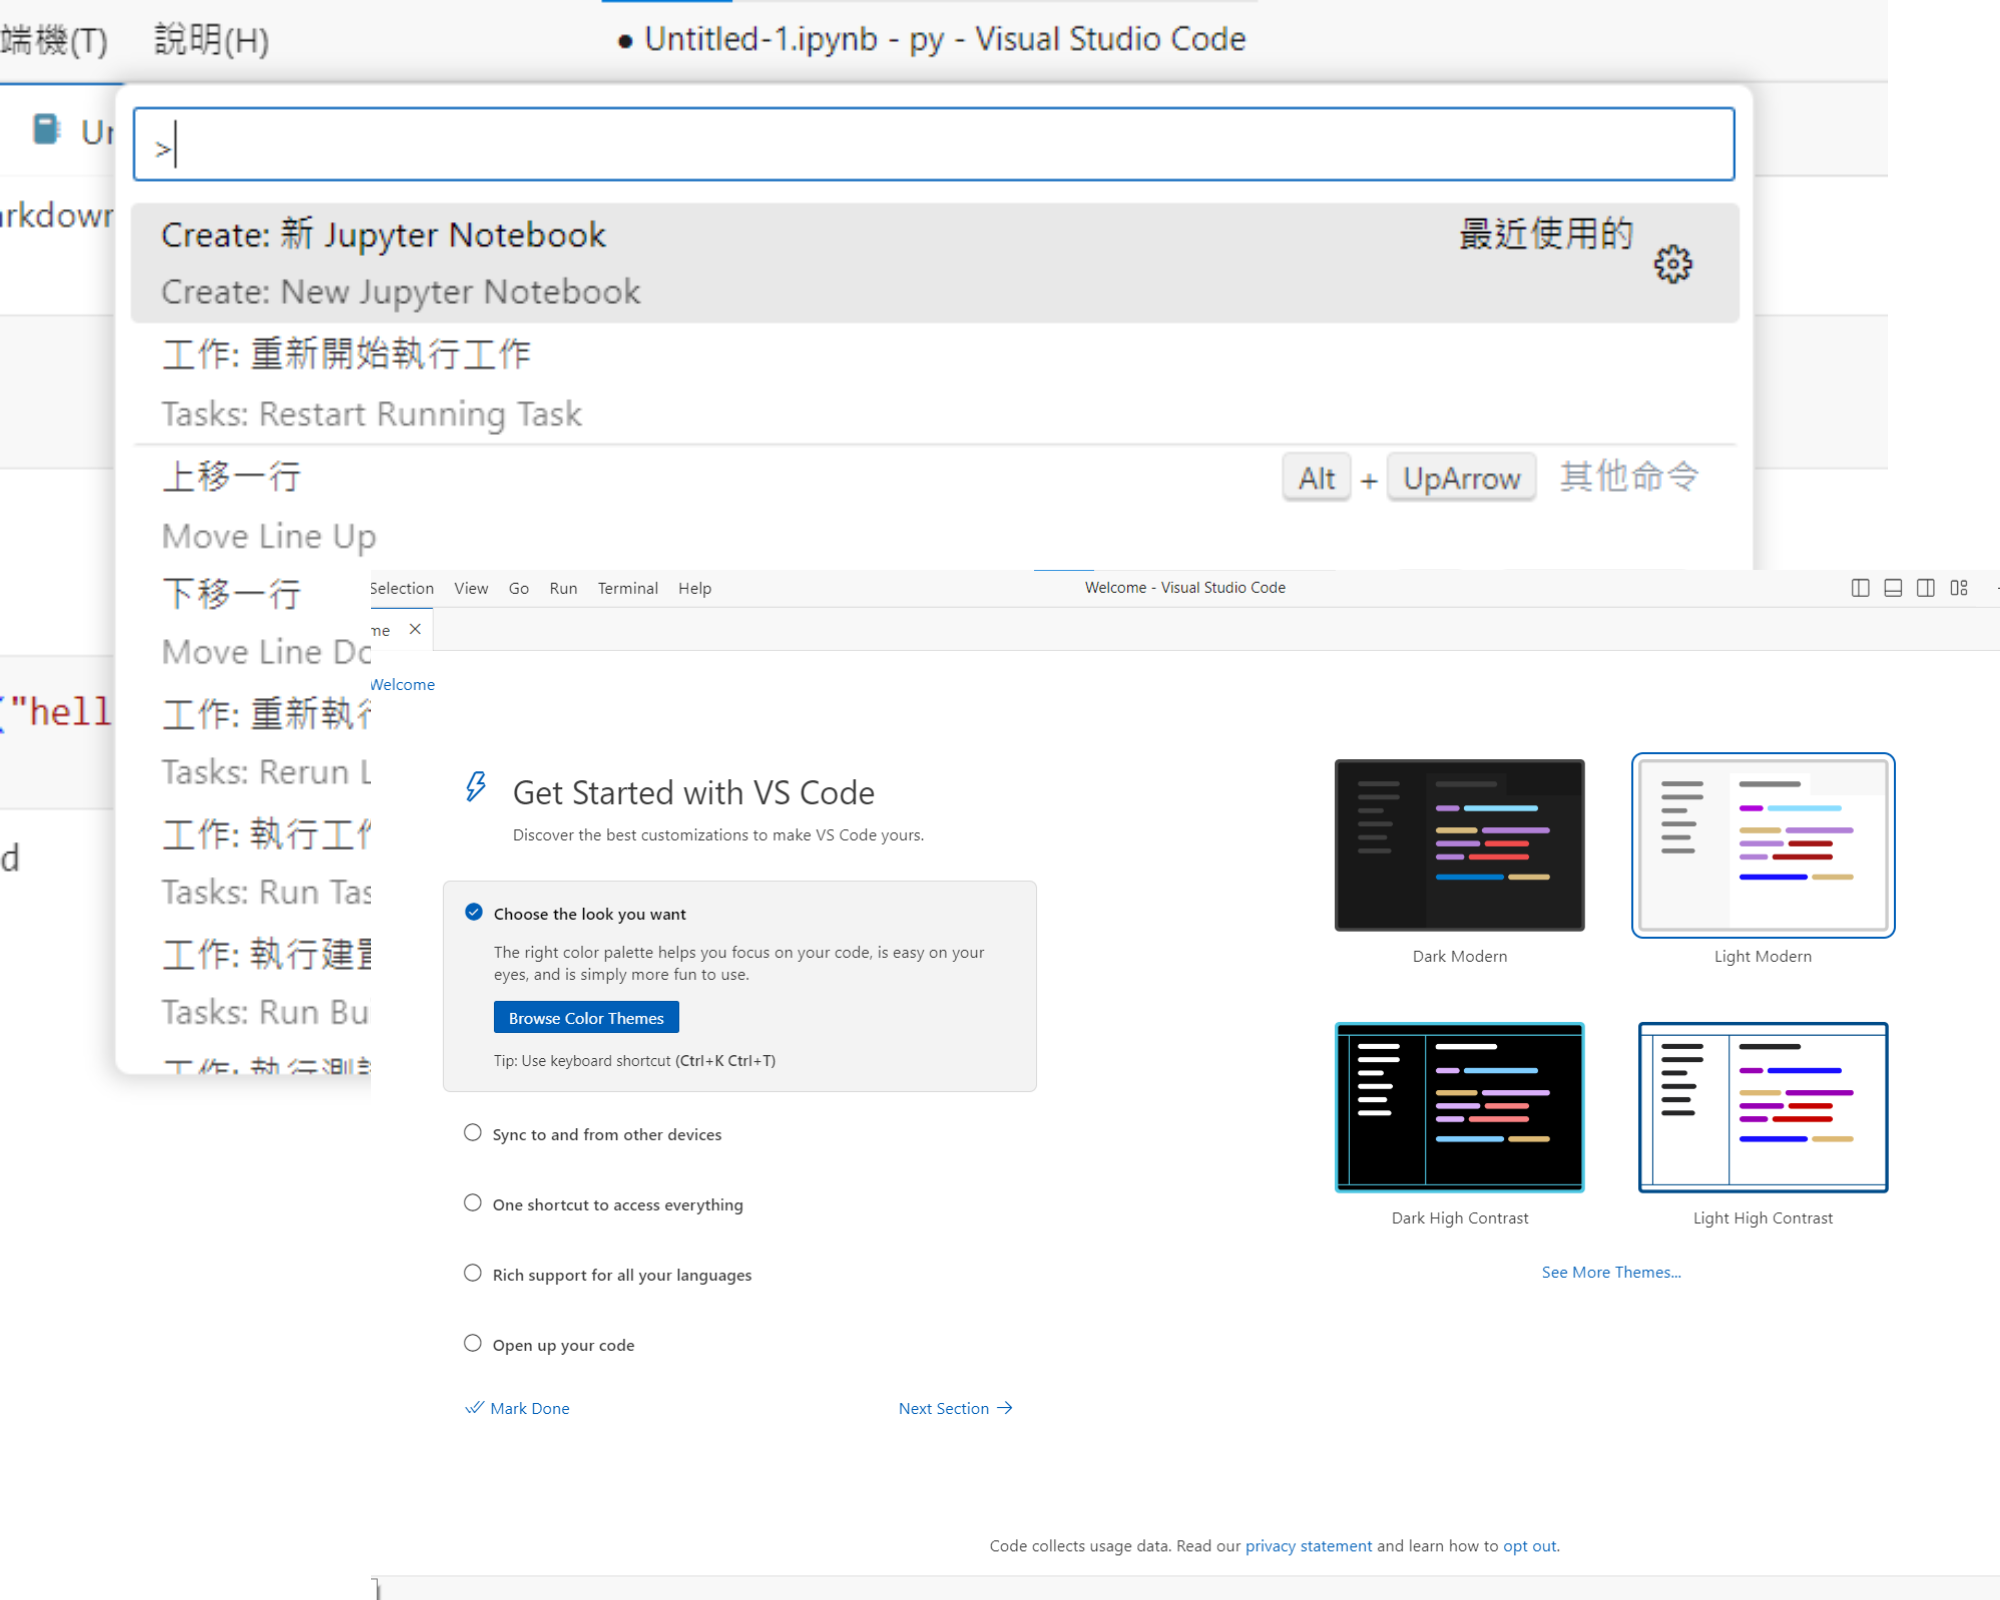 端機(T) 說明(H) ● Untitled-1.ipynb - py - Visual Studio Code
>
Create: 新 Jupyter Notebook 最近使用的
Create: New Jupyter Notebook
工作: 重新開始執行工作
Tasks: Restart Running Task
上移一行 Alt + UpArrow 其他命令
Move Line Up
下移一行
Move Line
工作: 重新執行
Tasks: Rerun
工作: 執行工作
Tasks: Run
工作: 執行建
Tasks: Run
工作: 執行測
("hell
d
Selection View Go Run Terminal Help Welcome - Visual Studio Code
me ×
Welcome
Get Started with VS Code
Discover the best customizations to make VS Code yours.
Choose the look you want
The right color palette helps you focus on your code, is easy on your
eyes, and is simply more fun to use.
Browse Color Themes
Tip: Use keyboard shortcut (Ctrl+K Ctrl+T)
Sync to and from other devices
One shortcut to access everything
Rich support for all your languages
Open up your code
Mark Done Next Section →
Dark Modern Light Modern
Dark High Contrast Light High Contrast
See More Themes...
Code collects usage data. Read our privacy statement and learn how to opt out.